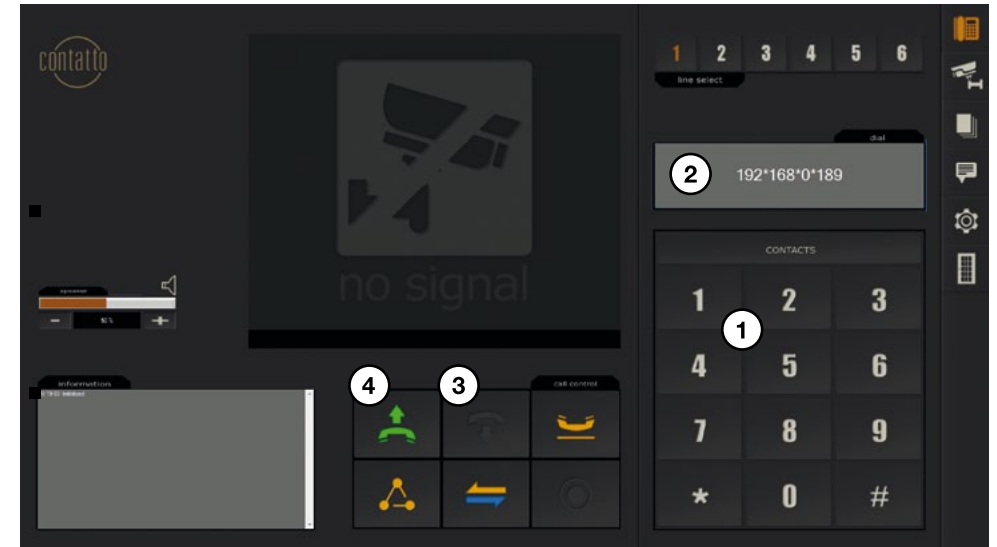 contatto
1 2 3 4 5 6
line select
no signal
dial
2
192*168*0*189
CONTACTS
1 2 3
1
4 5 6
7 8 9
* 0 #
speaker
information
4
3
call control